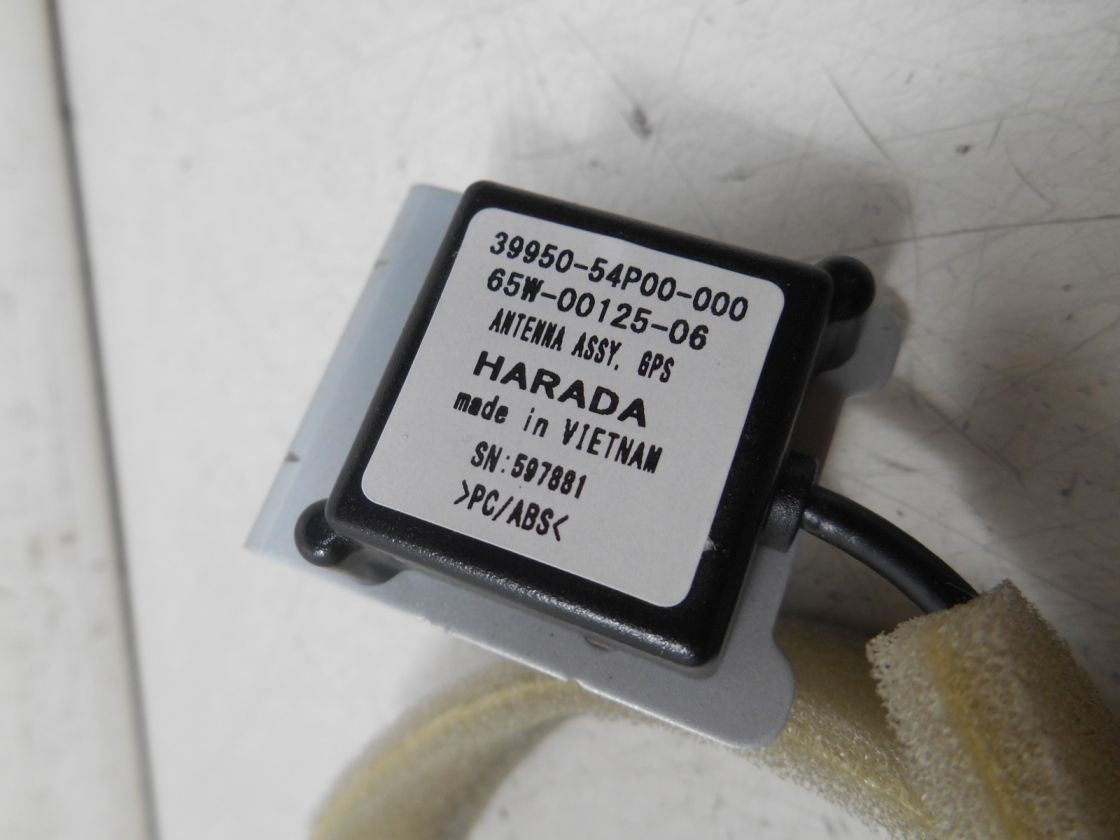 39950-54P00-000
65W-00125-06
ANTENNA ASSY, GPS
HARADA
made in VIETNAM
SN:597881
>PC/ABS<